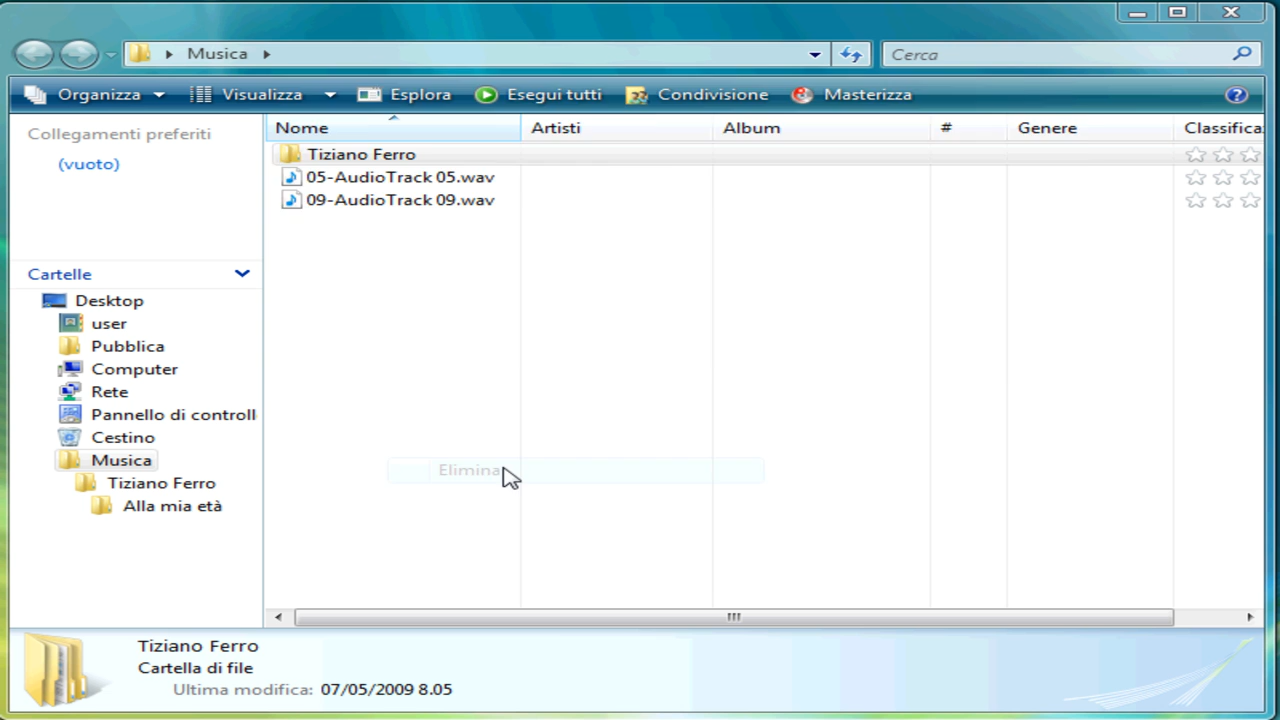 Musica
Cerca
Organizza Visualizza Esplora Esegui tutti Condivisione Masterizza
Collegamenti preferiti
(vuoto)
Nome Artisti Album # Genere Classifica
Tiziano Ferro
05-AudioTrack 05.wav
09-AudioTrack 09.wav
Cartelle
Desktop
user
Pubblica
Computer
Rete
Pannello di controll
Cestino
Musica
Tiziano Ferro
Alla mia età
Elimina
Tiziano Ferro
Cartella di file
Ultima modifica: 07/05/2009 8.05